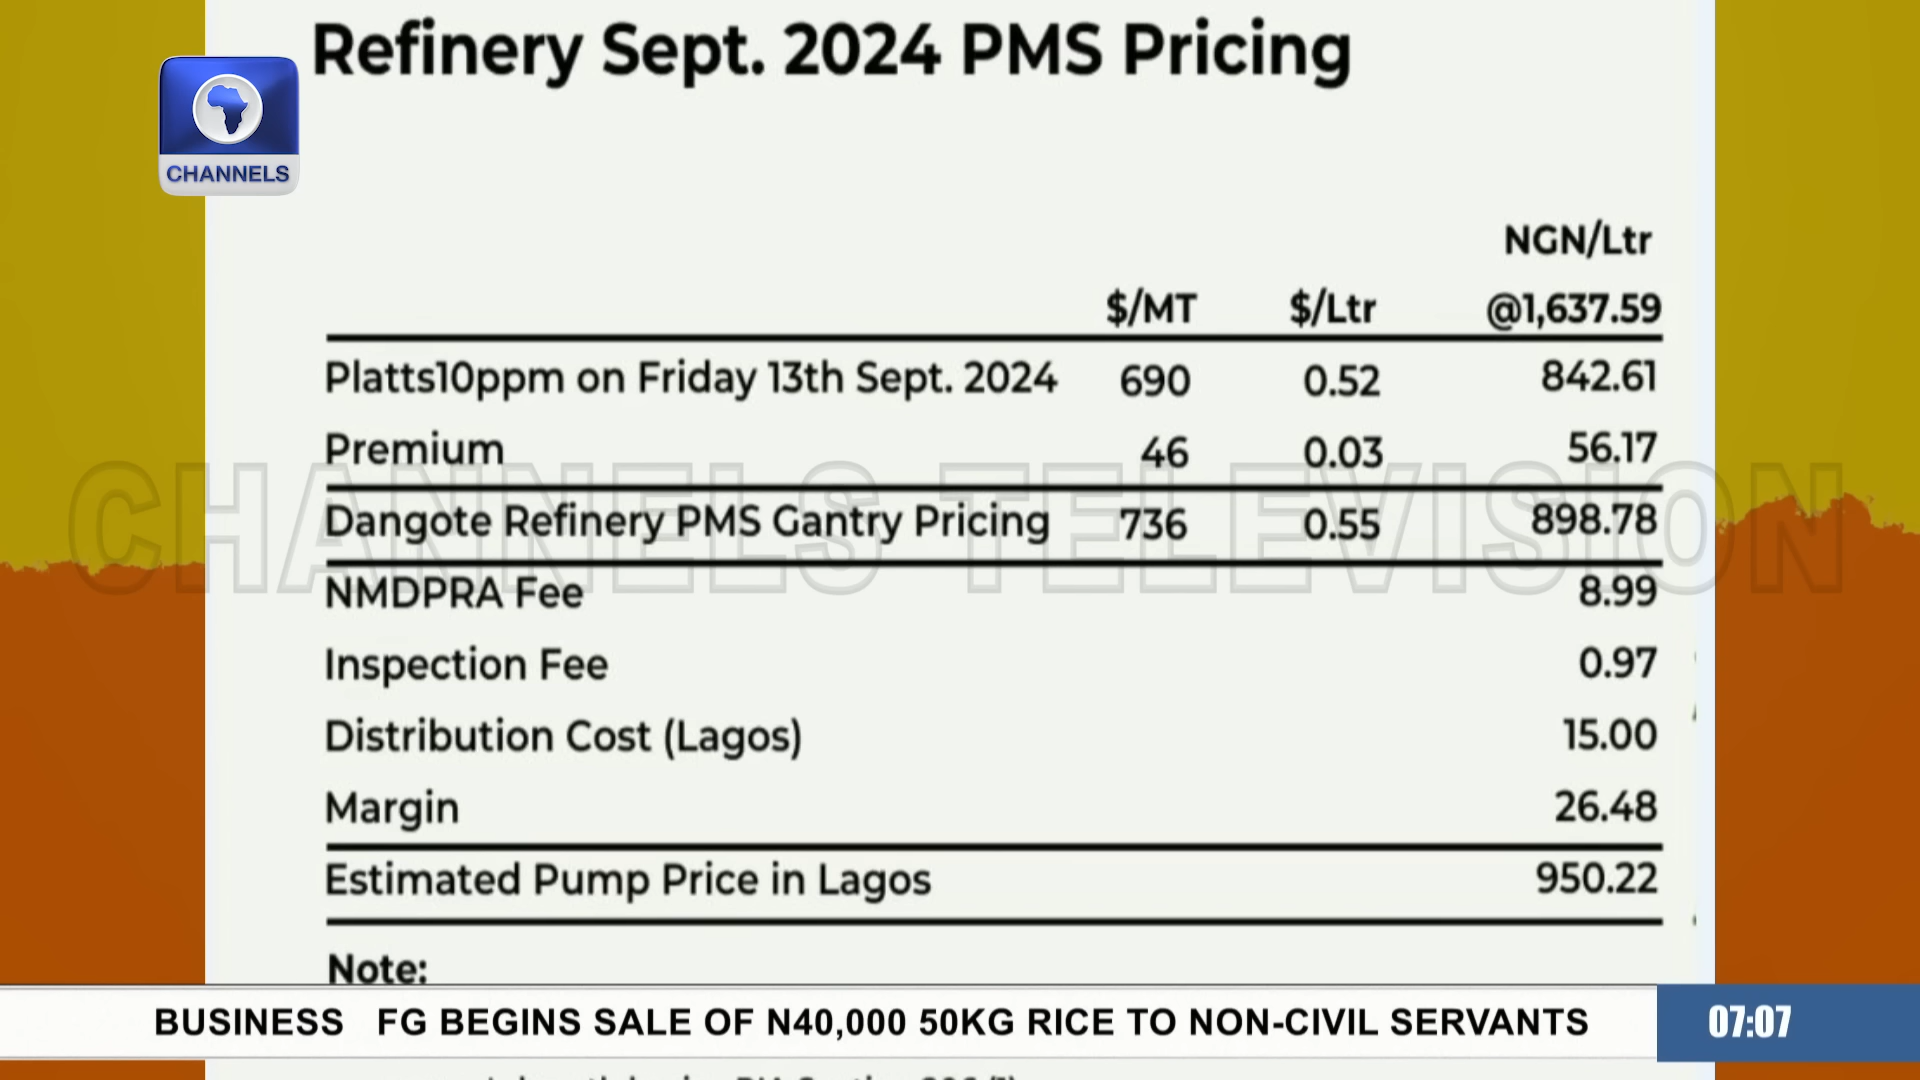 Refinery Sept. 2024 PMS Pricing
CHANNELS
NGN/Ltr
$/MT $/Ltr @1,637.59
Platts10ppm on Friday 13th Sept. 2024 690 0.52 842.61
Premium 46 0.03 56.17
CHANNELS TELEVISION
Dangote Refinery PMS Gantry Pricing 736 0.55 898.78
NMDPRA Fee 8.99
Inspection Fee 0.97
Distribution Cost (Lagos) 15.00
Margin 26.48
Estimated Pump Price in Lagos 950.22
Note:
BUSINESS FG BEGINS SALE OF N40,000 50KG RICE TO NON-CIVIL SERVANTS 07:07